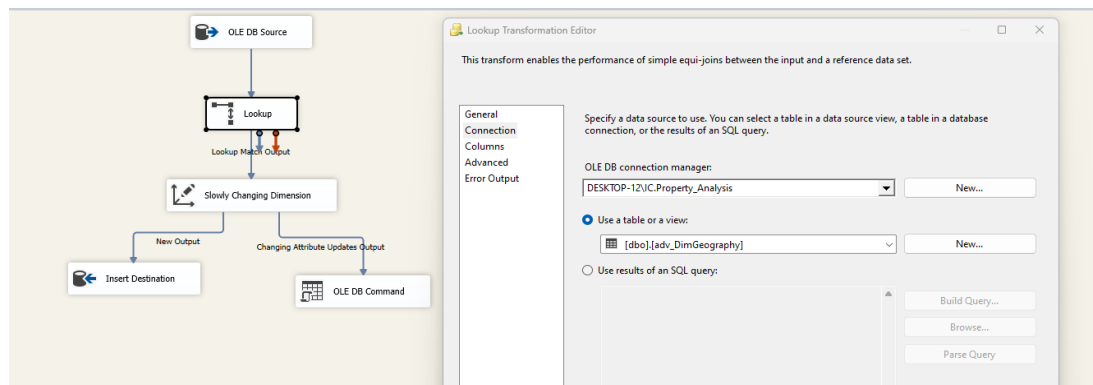 OLE DB Source
Lookup
Lookup Match Output
Slowly Changing Dimension
New Output
Changing Attribute Updates Output
Insert Destination
OLE DB Command
Lookup Transformation Editor
This transform enables the performance of simple equi-joins between the input and a reference data set.
General
Connection
Columns
Advanced
Error Output
Specify a data source to use. You can select a table in a data source view, a table in a database
connection, or the results of an SQL query.
OLE DB connection manager:
DESKTOP-12\IC.Property_Analysis
New...
Use a table or a view:
[dbo].[adv_DimGeography]
New...
Use results of an SQL query:
Build Query...
Browse...
Parse Query